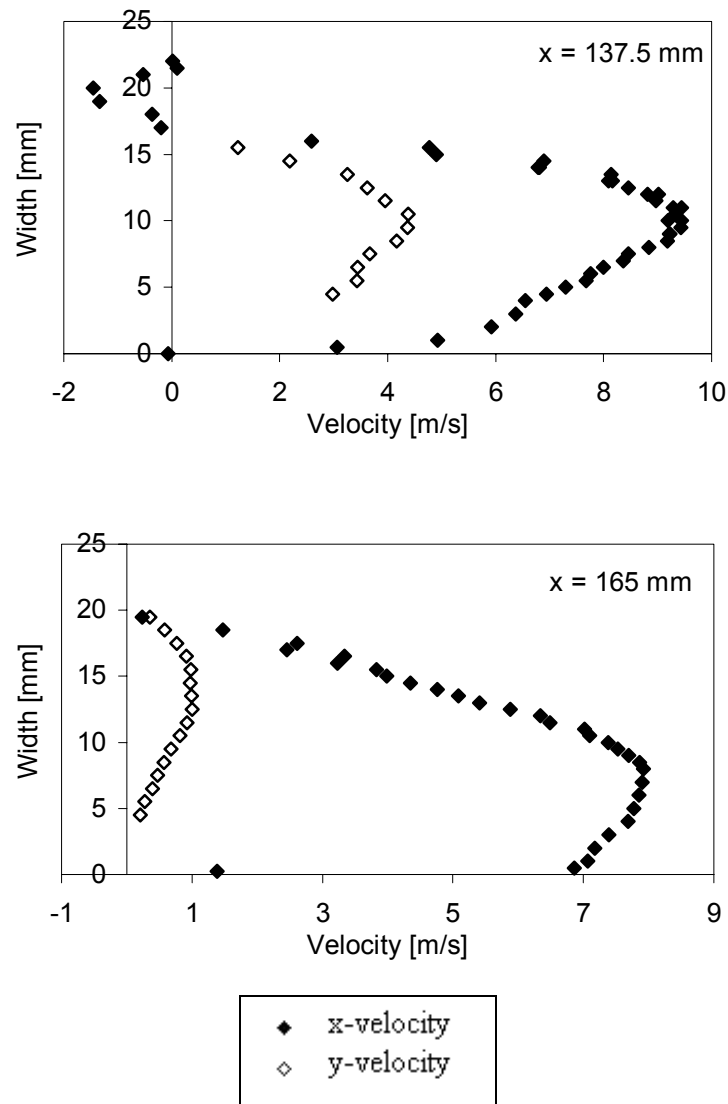 25
x = 137.5 mm
20
15
10
5
0
Width [mm]
-2 0 2 4 6 8 10
Velocity [m/s]
25
x = 165 mm
20
15
10
5
0
Width [mm]
-1 1 3 5 7 9
Velocity [m/s]
x-velocity
y-velocity